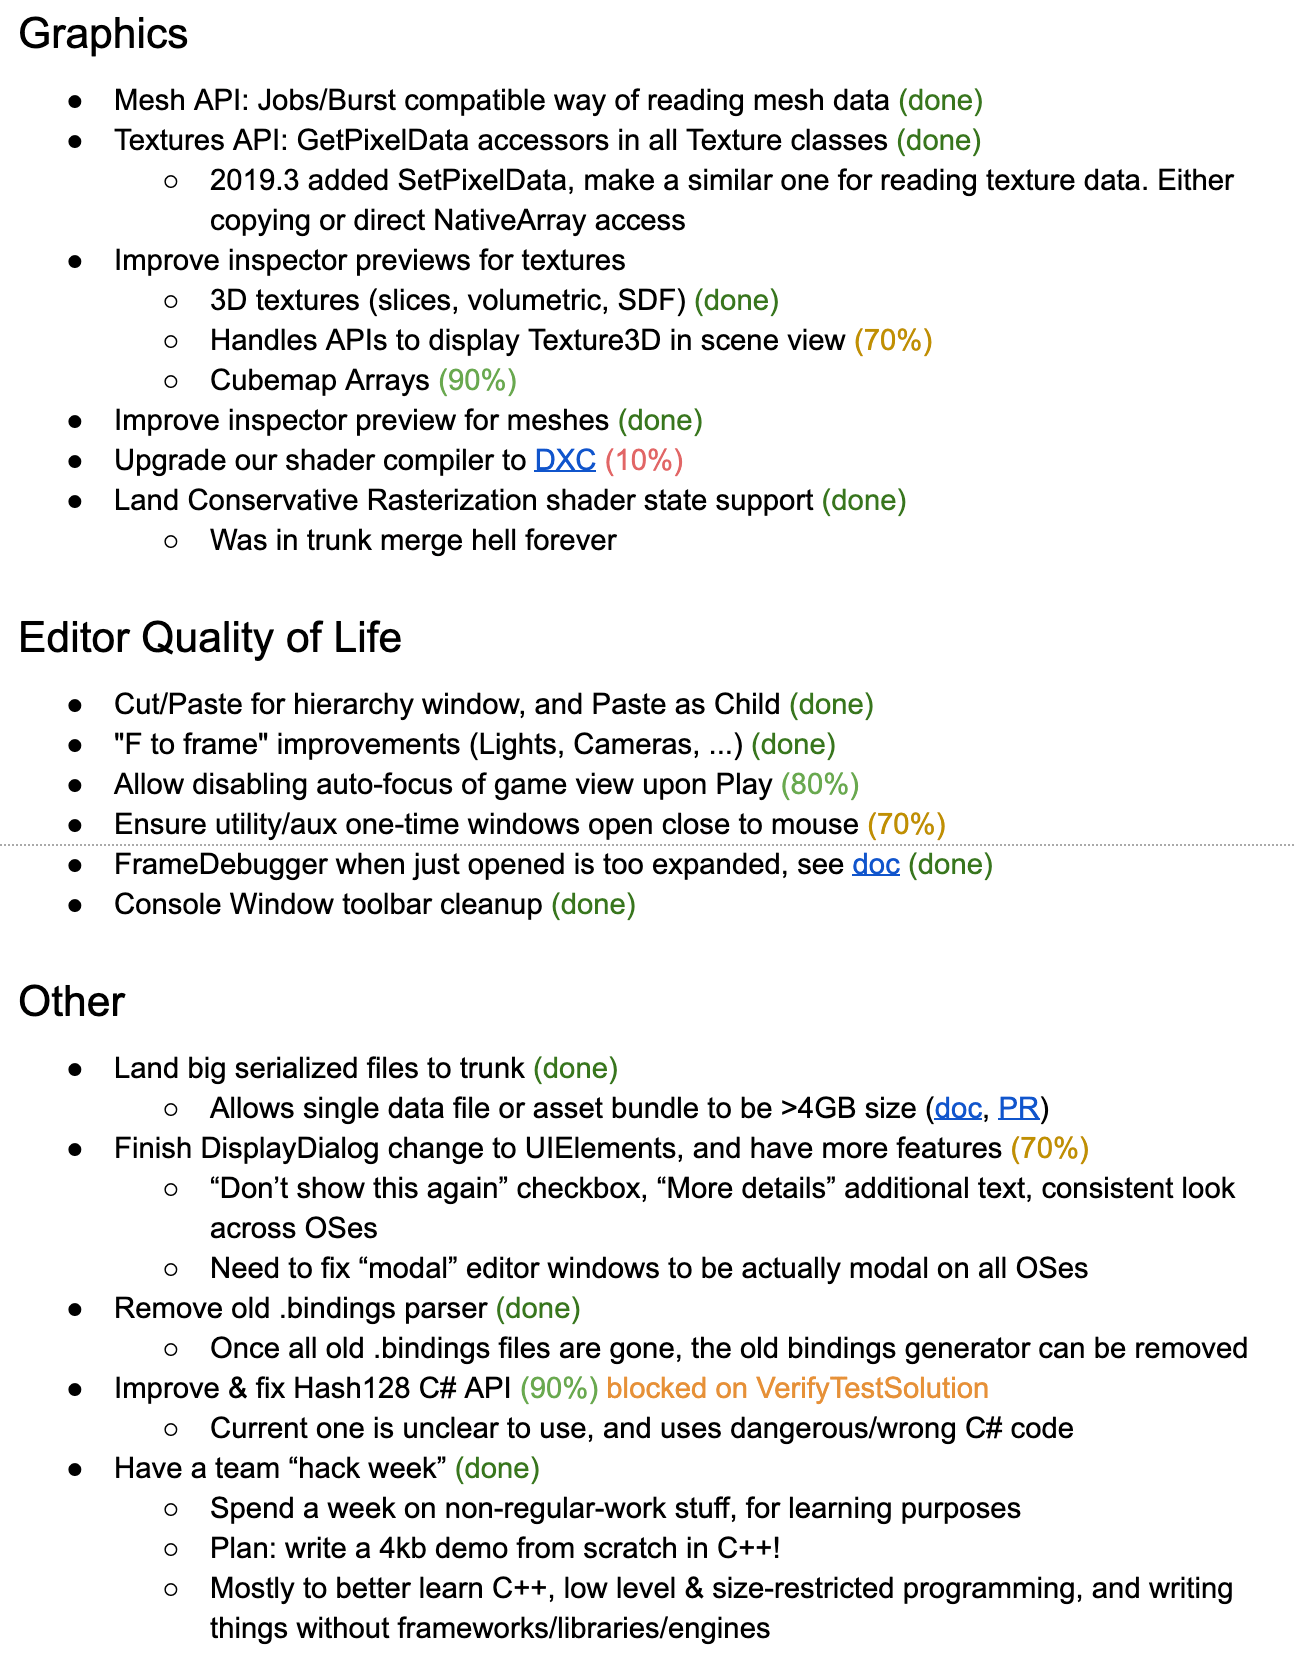 Graphics
● Mesh API: Jobs/Burst compatible way of reading mesh data (done)
● Textures API: GetPixelData accessors in all Texture classes (done)
○ 2019.3 added SetPixelData, make a similar one for reading texture data. Either
copying or direct NativeArray access
● Improve inspector previews for textures
○ 3D textures (slices, volumetric, SDF) (done)
○ Handles APIs to display Texture3D in scene view (70%)
○ Cubemap Arrays (90%)
● Improve inspector preview for meshes (done)
● Upgrade our shader compiler to DXC (10%)
● Land Conservative Rasterization shader state support (done)
○ Was in trunk merge hell forever
Editor Quality of Life
● Cut/Paste for hierarchy window, and Paste as Child (done)
● "F to frame" improvements (Lights, Cameras, ...) (done)
● Allow disabling auto-focus of game view upon Play (80%)
● Ensure utility/aux one-time windows open close to mouse (70%)
● FrameDebugger when just opened is too expanded, see doc (done)
● Console Window toolbar cleanup (done)
Other
● Land big serialized files to trunk (done)
○ Allows single data file or asset bundle to be >4GB size (doc, PR)
● Finish DisplayDialog change to UIElements, and have more features (70%)
○ “Don’t show this again” checkbox, “More details” additional text, consistent look
across OSes
○ Need to fix “modal” editor windows to be actually modal on all OSes
● Remove old .bindings parser (done)
○ Once all old .bindings files are gone, the old bindings generator can be removed
● Improve & fix Hash128 C# API (90%) blocked on VerifyTestSolution
○ Current one is unclear to use, and uses dangerous/wrong C# code
● Have a team “hack week” (done)
○ Spend a week on non-regular-work stuff, for learning purposes
○ Plan: write a 4kb demo from scratch in C++!
○ Mostly to better learn C++, low level & size-restricted programming, and writing
things without frameworks/libraries/engines